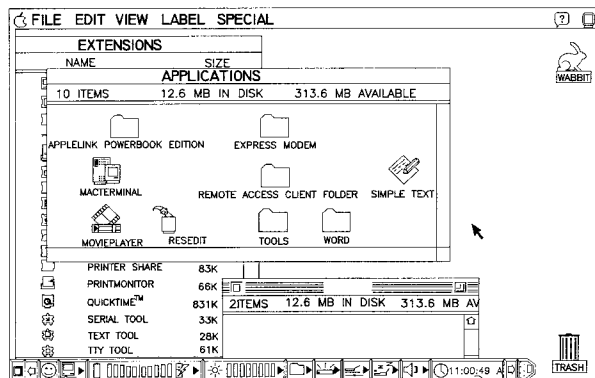 FILE EDIT VIEW LABEL SPECIAL
?
EXTENSIONS
NAME SIZE
WABBIT
APPLICATIONS
10 ITEMS 12.6 MB IN DISK 313.6 MB AVAILABLE
APPLELINK POWERBOOK EDITION EXPRESS MODEM
MACTERMINAL REMOTE ACCESS CLIENT FOLDER SIMPLE TEXT
MOVIEPLAYER RESEDIT TOOLS WORD
PRINTER SHARE 83K
PRINTMONITOR 66K
QUICKTIME™ 831K
SERIAL TOOL 33K
TEXT TOOL 28K
TTY TOOL 61K
2ITEMS 12.6 MB IN DISK 313.6 MB AV
TRASH
11:00:49 A